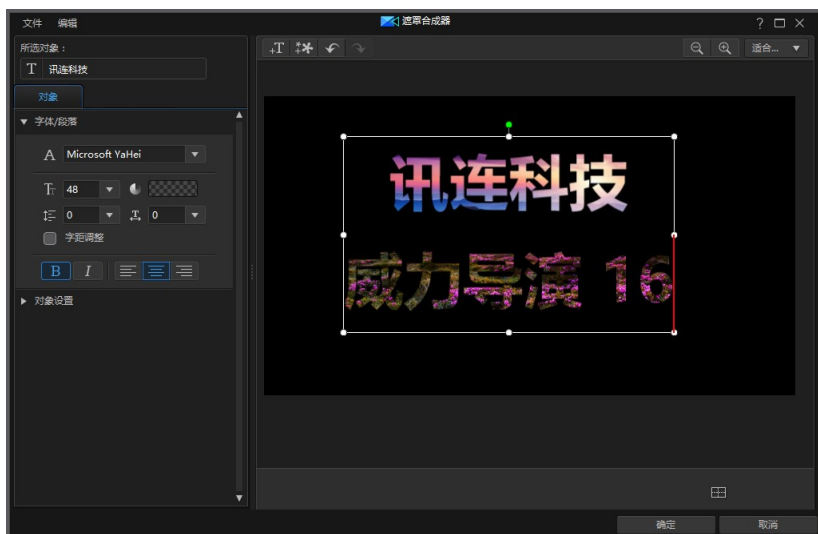 文件 编辑 遮罩合成器 ?
所选对象：
T 讯连科技
+T 适合...
对象
字体/段落
A Microsoft YaHei
48
0 0
字距调整
B I
对象设置
讯连科技
威力导演 16
确定 取消